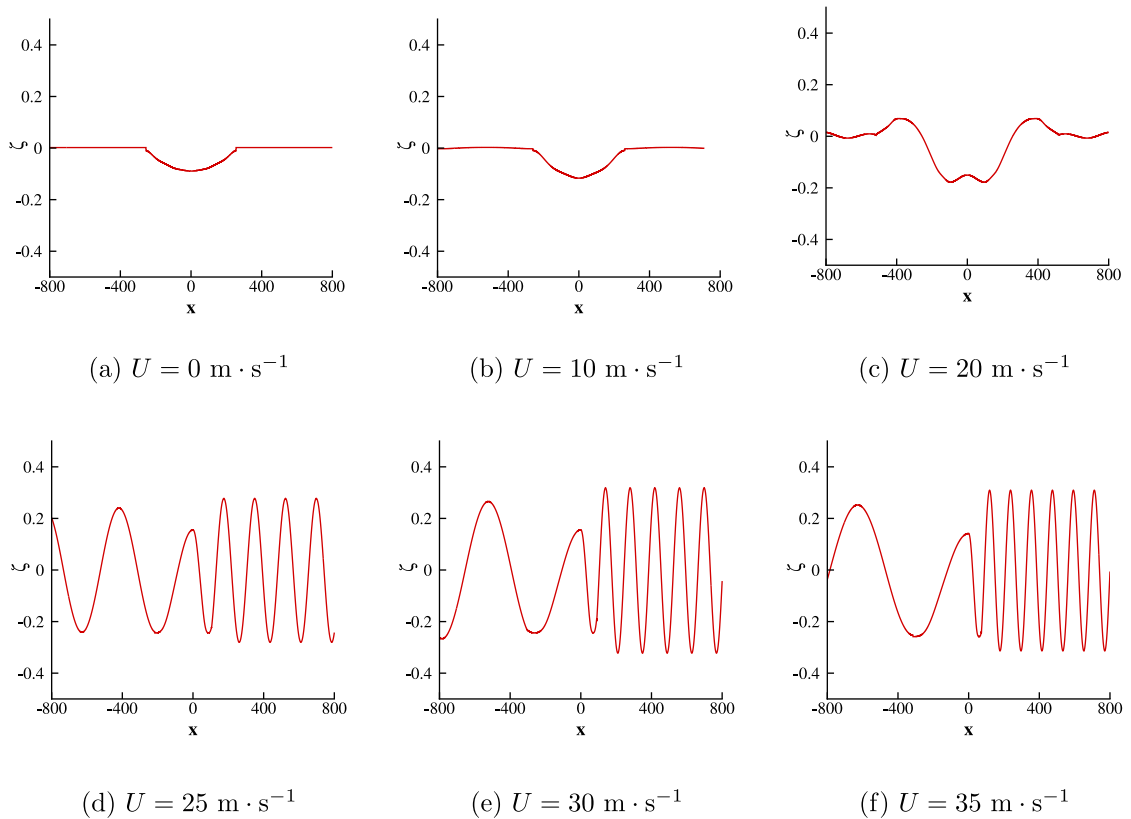 0.4
0.2
0
-0.2
-0.4
ζ
-800 -400 0 400 800
x
(a) U = 0 m · s⁻¹
0.4
0.2
0
-0.2
-0.4
ζ
-800 -400 0 400 800
x
(b) U = 10 m · s⁻¹
0.4
0.2
0
-0.2
-0.4
ζ
-800 -400 0 400 800
x
(c) U = 20 m · s⁻¹
0.4
0.2
0
-0.2
-0.4
ζ
-800 -400 0 400 800
x
(d) U = 25 m · s⁻¹
0.4
0.2
0
-0.2
-0.4
ζ
-800 -400 0 400 800
x
(e) U = 30 m · s⁻¹
0.4
0.2
0
-0.2
-0.4
ζ
-800 -400 0 400 800
x
(f) U = 35 m · s⁻¹